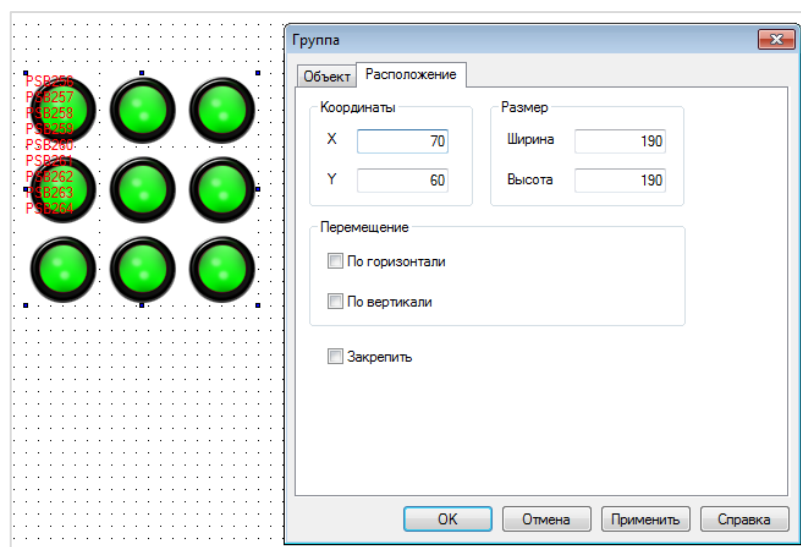 Группа
Объект Расположение
PSB256
PSB257
PSB258
PSB259
PSB260
PSB261
PSB262
PSB263
PSB264
Координаты
X 70
Y 60
Размер
Ширина 190
Высота 190
Перемещение
По горизонтали
По вертикали
Закрепить
OK Отмена Применить Справка